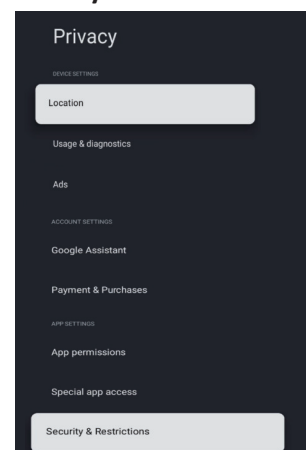 Privacy
DEVICE SETTINGS
Location
Usage & diagnostics
Ads
ACCOUNT SETTINGS
Google Assistant
Payment & Purchases
APP SETTINGS
App permissions
Special app access
Security & Restrictions